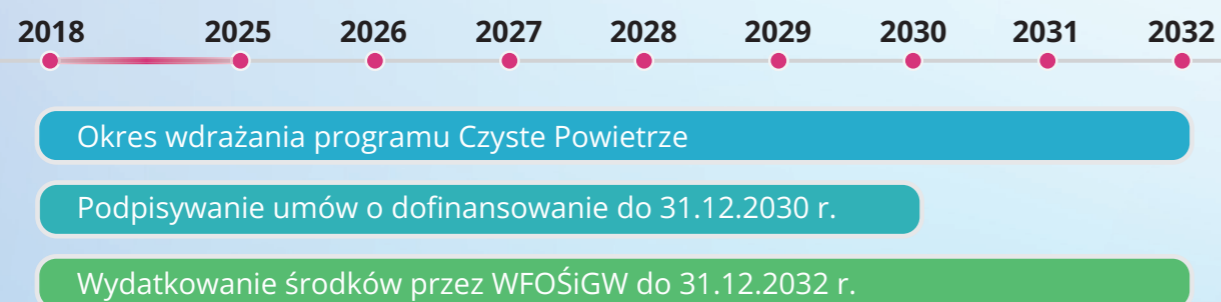 2018 2025 2026 2027 2028 2029 2030 2031 2032
Okres wdrażania programu Czyste Powietrze
Podpisywanie umów o dofinansowanie do 31.12.2030 r.
Wydatkowanie środków przez WFOŚiGW do 31.12.2032 r.